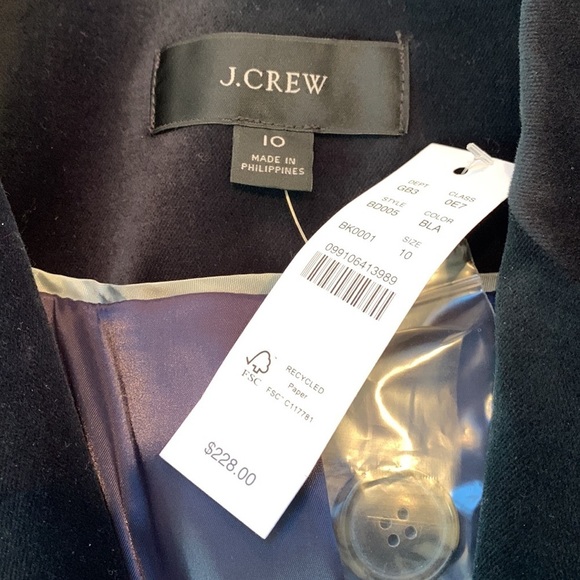 J.CREW
10
MADE IN
PHILIPPINES
DEPT CLASS
GB3 0E7
STYLE COLOR
BD005 BLA
BK0001 SIZE
10
099106413989
FSC
RECYCLED
Paper
FSC® C117781
$228.00